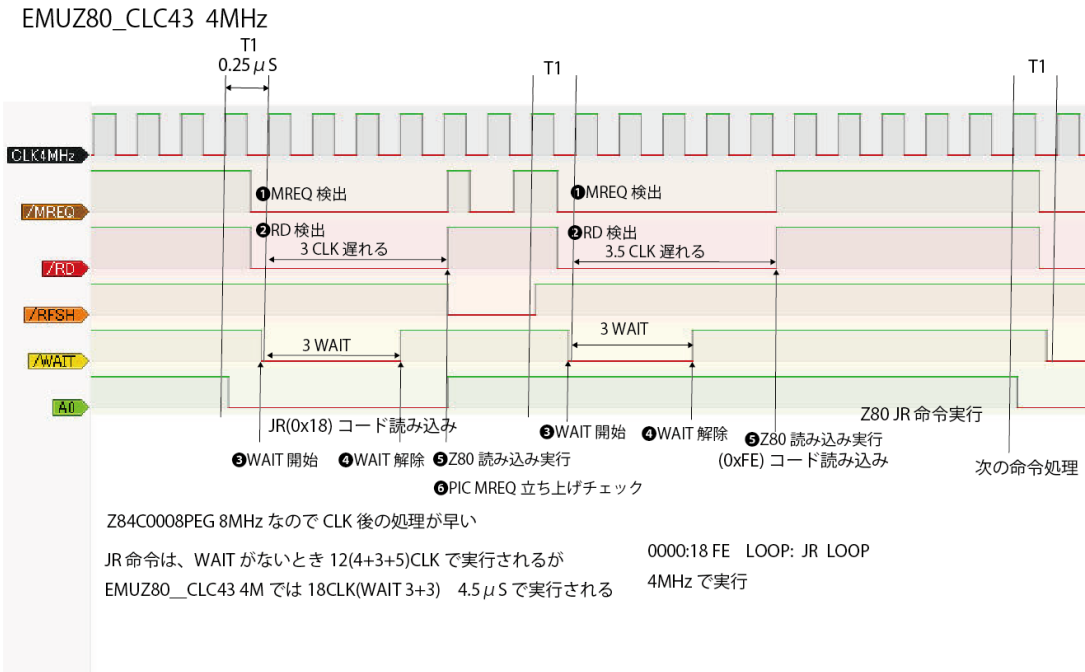 EMUZ80_CLC43 4MHz
T1
0.25μS
T1
T1
CLK4MHz
/MREQ
❶MREQ 検出
❶MREQ 検出
❷RD 検出
❷RD 検出
3 CLK 遅れる
3.5 CLK 遅れる
/RD
/RFSH
3 WAIT
3 WAIT
/WAIT
A0
JR(0x18) コード読み込み
Z80 JR 命令実行
❸WAIT 開始
❹WAIT 解除
❺Z80 読み込み実行
❸WAIT 開始
❹WAIT 解除
❺Z80 読み込み実行
(0xFE) コード読み込み
次の命令処理
❻PIC MREQ 立ち上げチェック
Z84C0008PEG 8MHz なので CLK 後の処理が早い
JR 命令は、WAIT がないとき 12(4+3+5)CLK で実行されるが
EMUZ80__CLC43 4M では 18CLK(WAIT 3+3) 4.5μS で実行される
0000:18 FE LOOP: JR LOOP
4MHz で実行